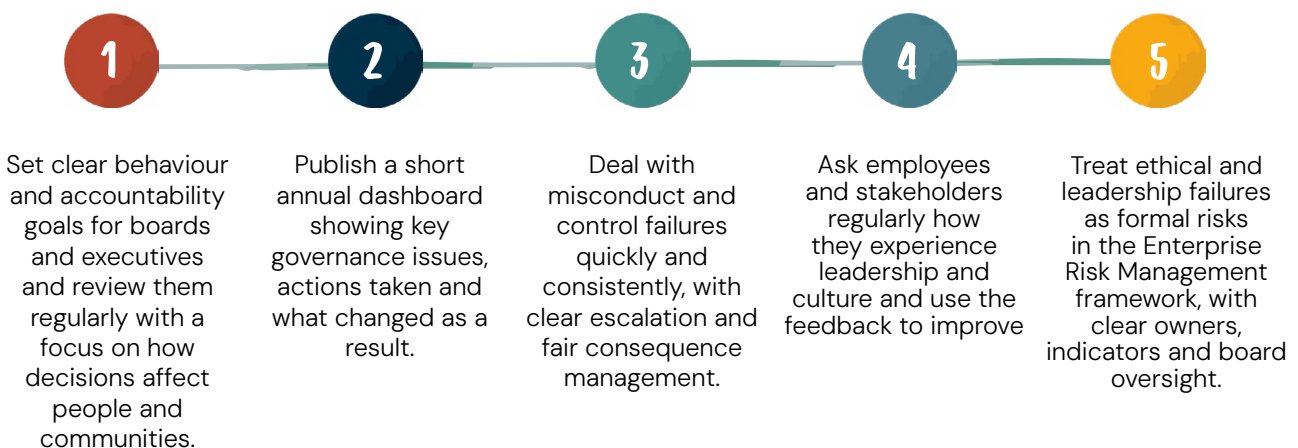 1
Set clear behaviour
and accountability
goals for boards
and executives
and review them
regularly with a
focus on how
decisions affect
people and
communities.
2
Publish a short
annual dashboard
showing key
governance issues,
actions taken and
what changed as a
result.
3
Deal with
misconduct and
control failures
quickly and
consistently, with
clear escalation and
fair consequence
management.
4
Ask employees
and stakeholders
regularly how
they experience
leadership and
culture and use the
feedback to improve
5
Treat ethical and
leadership failures
as formal risks
in the Enterprise
Risk Management
framework, with
clear owners,
indicators and board
oversight.